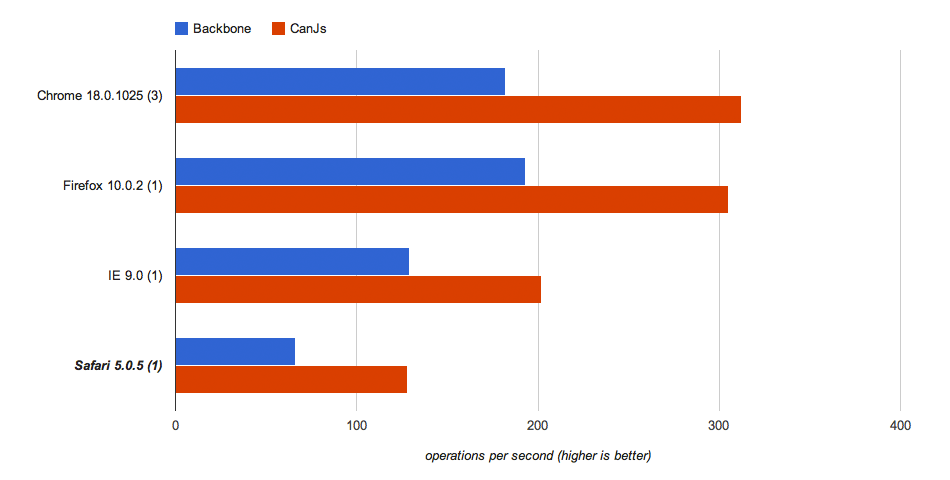 Backbone CanJs
Chrome 18.0.1025 (3)
Firefox 10.0.2 (1)
IE 9.0 (1)
Safari 5.0.5 (1)
0 100 200 300 400
operations per second (higher is better)